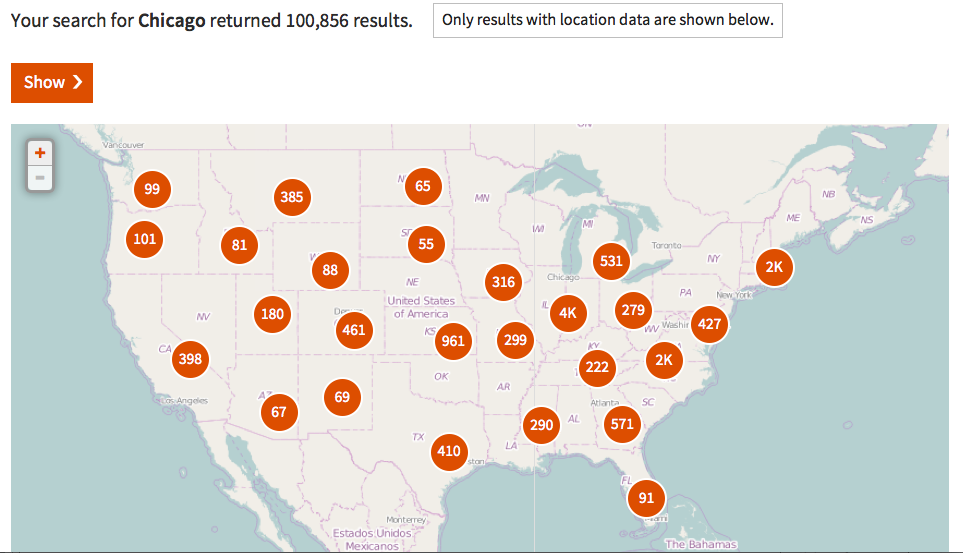 Your search for Chicago returned 100,856 results.
Only results with location data are shown below.
Show ❯
+
−
Vancouver
ON
99
385
65
MN
NB
ME
NS
101
81
55
WI
MI
Toronto
NY
88
316
Chicago
531
2K
NE
PA
New York
NV
180
United States
of America
461
KS
961
299
4K
279
WV
427
CA
398
KY
222
2K
OK
AR
Los Angeles
AZ
67
69
Atlanta
SC
TX
410
ston
LA
290
AL
571
FL
91
Monterrey
Estados Unidos
Mexicanos
The Bahamas